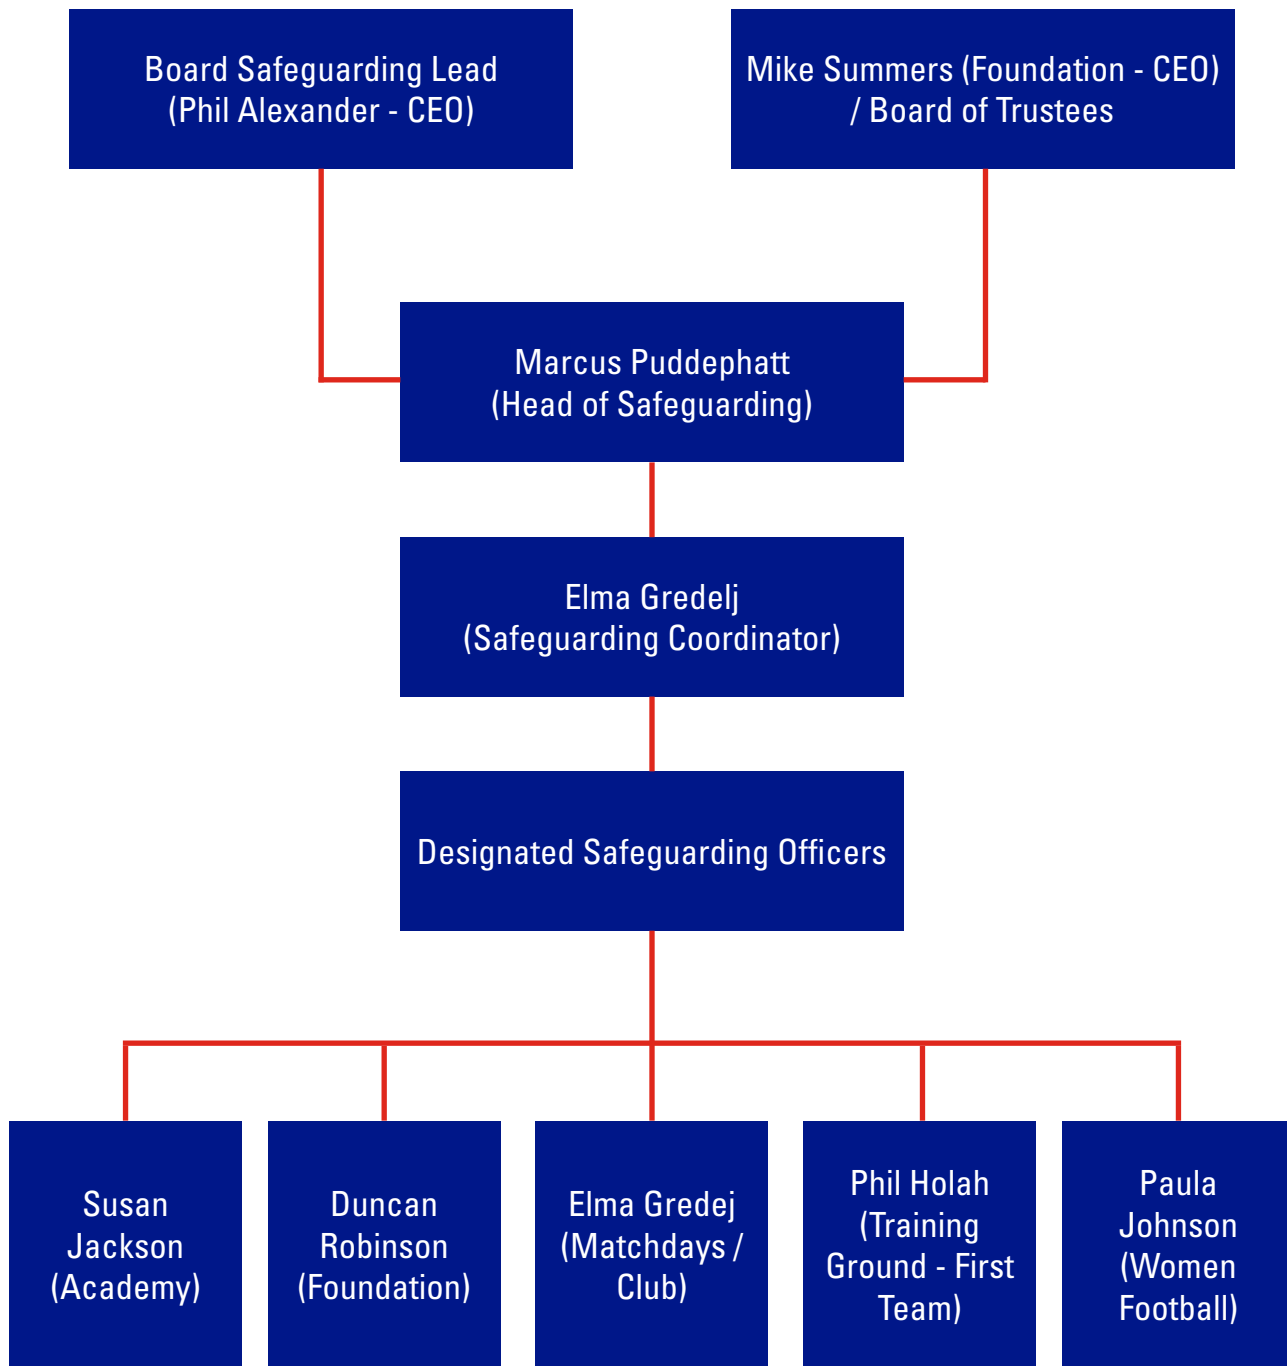 Board Safeguarding Lead
(Phil Alexander - CEO)
Mike Summers (Foundation - CEO)
/ Board of Trustees
Marcus Puddephatt
(Head of Safeguarding)
Elma Gredelj
(Safeguarding Coordinator)
Designated Safeguarding Officers
Susan
Jackson
(Academy)
Duncan
Robinson
(Foundation)
Elma Gredej
(Matchdays /
Club)
Phil Holah
(Training
Ground - First
Team)
Paula
Johnson
(Women
Football)